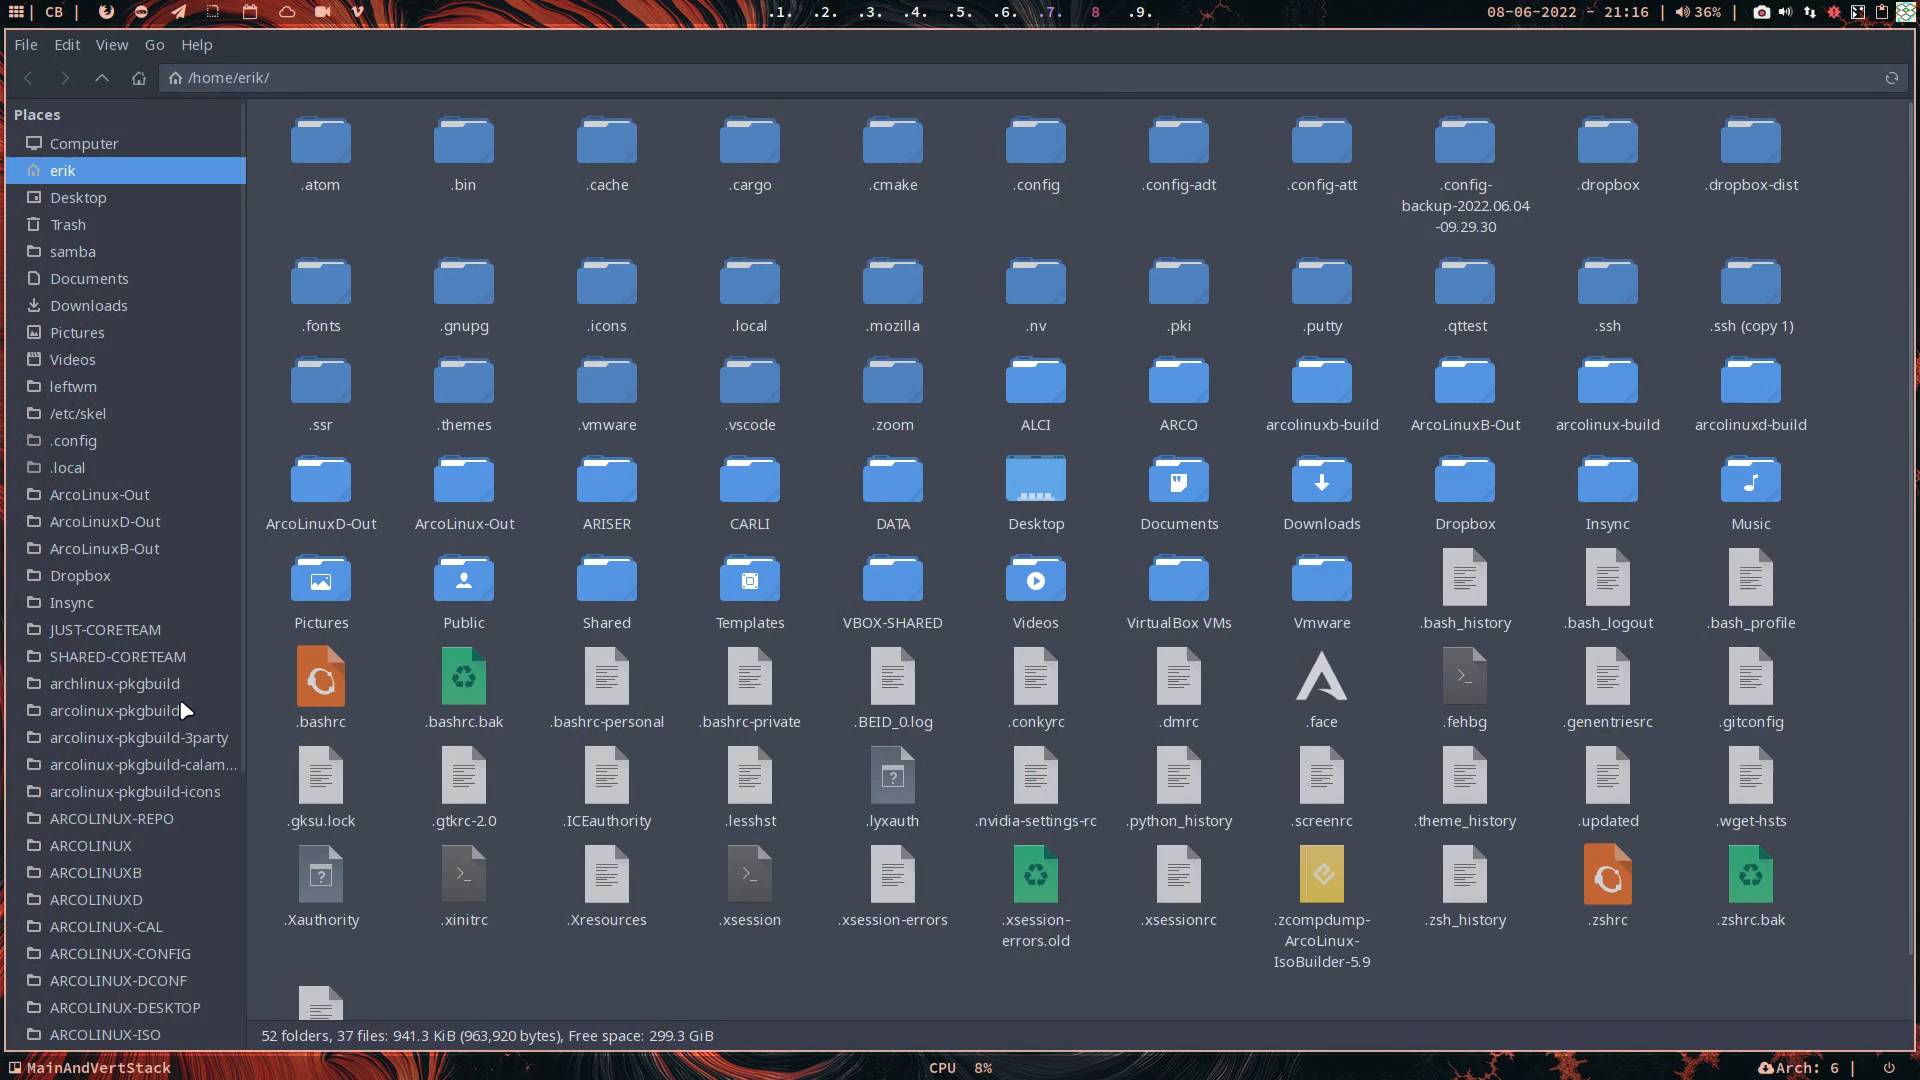 CB
.1. .2. .3. .4. .5. .6. .7. 8 .9.
08-06-2022 - 21:16 | 36% |
File Edit View Go Help
/home/erik/
Places
Computer
erik
Desktop
Trash
samba
Documents
Downloads
Pictures
Videos
leftwm
/etc/skel
.config
.local
ArcoLinux-Out
ArcoLinuxD-Out
ArcoLinuxB-Out
Dropbox
Insync
JUST-CORETEAM
SHARED-CORETEAM
archlinux-pkgbuild
arcolinux-pkgbuild
arcolinux-pkgbuild-3party
arcolinux-pkgbuild-calam...
arcolinux-pkgbuild-icons
ARCOLINUX-REPO
ARCOLINUX
ARCOLINUXB
ARCOLINUXD
ARCOLINUX-CAL
ARCOLINUX-CONFIG
ARCOLINUX-DCONF
ARCOLINUX-DESKTOP
ARCOLINUX-ISO
.atom .bin .cache .cargo .cmake .config .config-adt .config-att .config- .dropbox .dropbox-dist
backup-2022.06.04
-09.29.30
.fonts .gnupg .icons .local .mozilla .nv .pki .putty .qttest .ssh .ssh (copy 1)
.ssr .themes .vmware .vscode .zoom ALCI ARCO arcolinuxb-build ArcoLinuxB-Out arcolinux-build arcolinuxd-build
ArcoLinuxD-Out ArcoLinux-Out ARISER CARLI DATA Desktop Documents Downloads Dropbox Insync Music
Pictures Public Shared Templates VBOX-SHARED Videos VirtualBox VMs Vmware .bash_history .bash_logout .bash_profile
.bashrc .bashrc.bak .bashrc-personal .bashrc-private .BEID_0.log .conkyrc .dmrc .face .fehbg .genentriesrc .gitconfig
.gksu.lock .gtkrc-2.0 .ICEauthority .lesshst .lyxauth .nvidia-settings-rc .python_history .screenrc .theme_history .updated .wget-hsts
.Xauthority .xinitrc .Xresources .xsession .xsession-errors .xsession- .xsessionrc .zcompdump- .zsh_history .zshrc .zshrc.bak
errors.old ArcoLinux-
IsoBuilder-5.9
52 folders, 37 files: 941.3 KiB (963,920 bytes), Free space: 299.3 GiB
MainAndVertStack
CPU 8%
Arch: 6 |